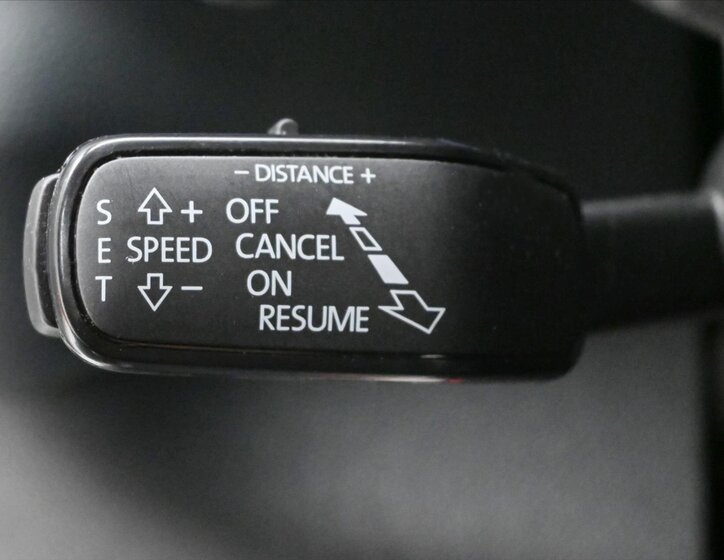 − DISTANCE +
S + OFF
E SPEED CANCEL
T − ON
RESUME